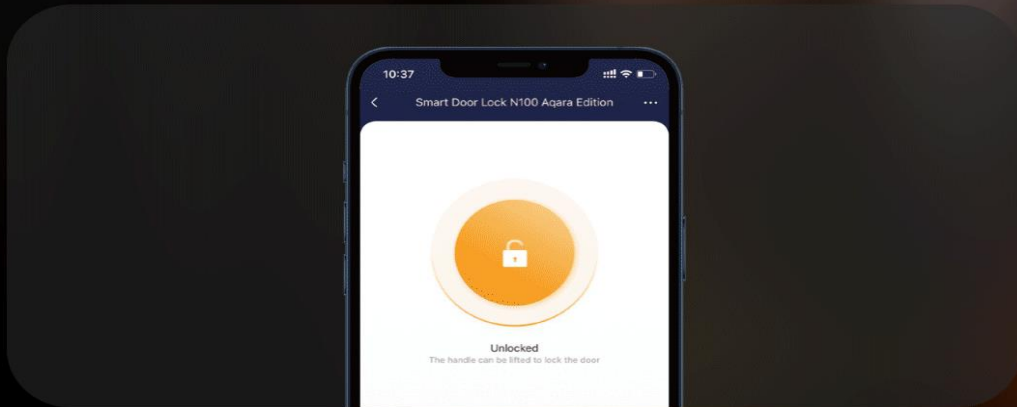 10:37
Smart Door Lock N100 Aqara Edition
Unlocked
The handle can be lifted to lock the door